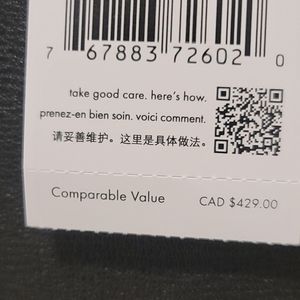 7 67883 72602 0
take good care. here's how.
prenez-en bien soin. voici comment.
请妥善维护。这里是具体做法。
Comparable Value CAD $429.00